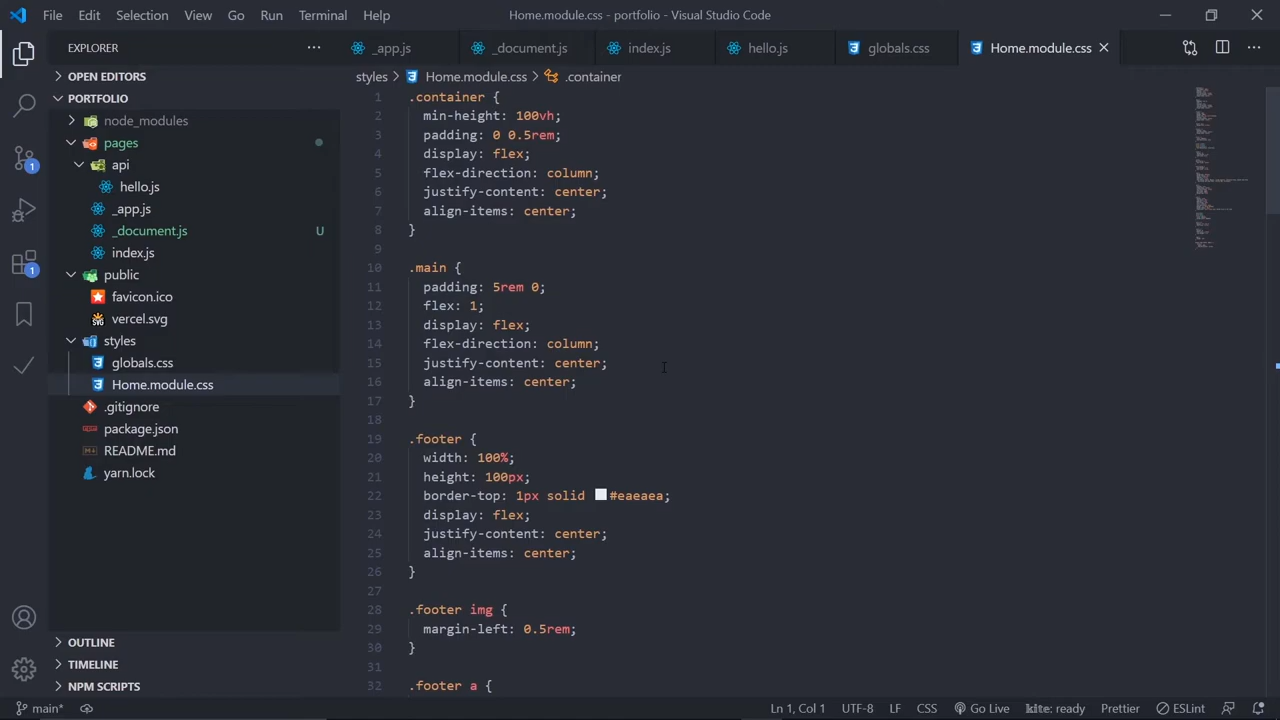 File Edit Selection View Go Run Terminal Help
Home.module.css - portfolio - Visual Studio Code
EXPLORER
_app.js
_document.js
index.js
hello.js
globals.css
Home.module.css
OPEN EDITORS
PORTFOLIO
node_modules
pages
api
hello.js
_app.js
_document.js U
index.js
public
favicon.ico
vercel.svg
styles
globals.css
Home.module.css
.gitignore
package.json
README.md
yarn.lock
OUTLINE
TIMELINE
NPM SCRIPTS
1
1
styles > Home.module.css > .container
1 .container {
2 min-height: 100vh;
3 padding: 0 0.5rem;
4 display: flex;
5 flex-direction: column;
6 justify-content: center;
7 align-items: center;
8 }
9
10 .main {
11 padding: 5rem 0;
12 flex: 1;
13 display: flex;
14 flex-direction: column;
15 justify-content: center;
16 align-items: center;
17 }
18
19 .footer {
20 width: 100%;
21 height: 100px;
22 border-top: 1px solid #eaeaea;
23 display: flex;
24 justify-content: center;
25 align-items: center;
26 }
27
28 .footer img {
29 margin-left: 0.5rem;
30 }
31
32 .footer a {
main* Ln 1, Col 1 UTF-8 LF CSS Go Live kite: ready Prettier ESLint